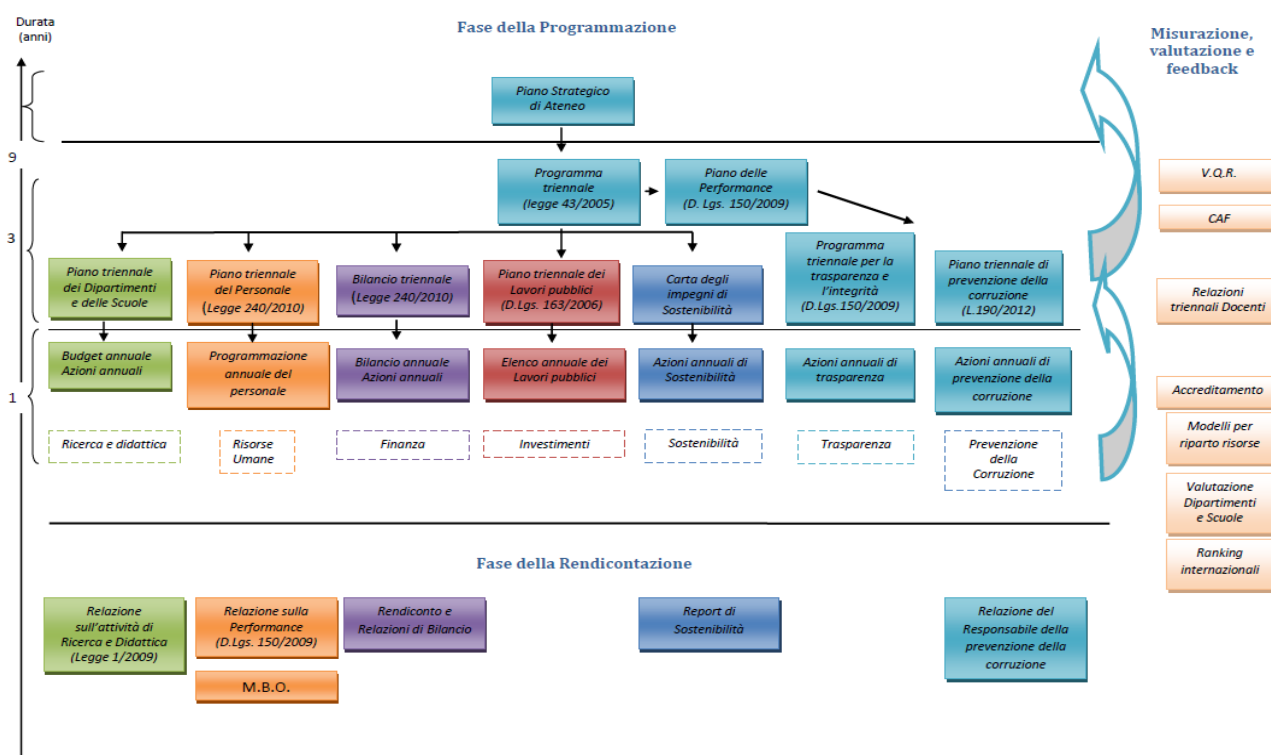 Durata
(anni)
Fase della Programmazione
Misurazione,
valutazione e
feedback
Piano Strategico
di Ateneo
9
Programma
triennale
(legge 43/2005)
Piano delle
Performance
(D. Lgs. 150/2009)
V.Q.R.
CAF
3
Piano triennale
dei Dipartimenti
e delle Scuole
Piano triennale
del Personale
(Legge 240/2010)
Bilancio triennale
(Legge 240/2010)
Piano triennale dei
Lavori pubblici
(D.Lgs. 163/2006)
Carta degli
impegni di
Sostenibilità
Programma
triennale per la
trasparenza e
l'integrità
(D.Lgs.150/2009)
Piano triennale di
prevenzione della
corruzione
(L.190/2012)
Relazioni
triennali Docenti
1
Budget annuale
Azioni annuali
Programmazione
annuale del
personale
Bilancio annuale
Azioni annuali
Elenco annuale dei
Lavori pubblici
Azioni annuali di
Sostenibilità
Azioni annuali di
trasparenza
Azioni annuali di
prevenzione della
corruzione
Accreditamento
Modelli per
riparto risorse
Ricerca e didattica
Risorse
Umane
Finanza
Investimenti
Sostenibilità
Trasparenza
Prevenzione
della
Corruzione
Valutazione
Dipartimenti
e Scuole
Ranking
internazionali
Fase della Rendicontazione
Relazione
sull'attività di
Ricerca e Didattica
(Legge 1/2009)
Relazione sulla
Performance
(D.Lgs. 150/2009)
M.B.O.
Rendiconto e
Relazioni di Bilancio
Report di
Sostenibilità
Relazione del
Responsabile della
prevenzione della
corruzione